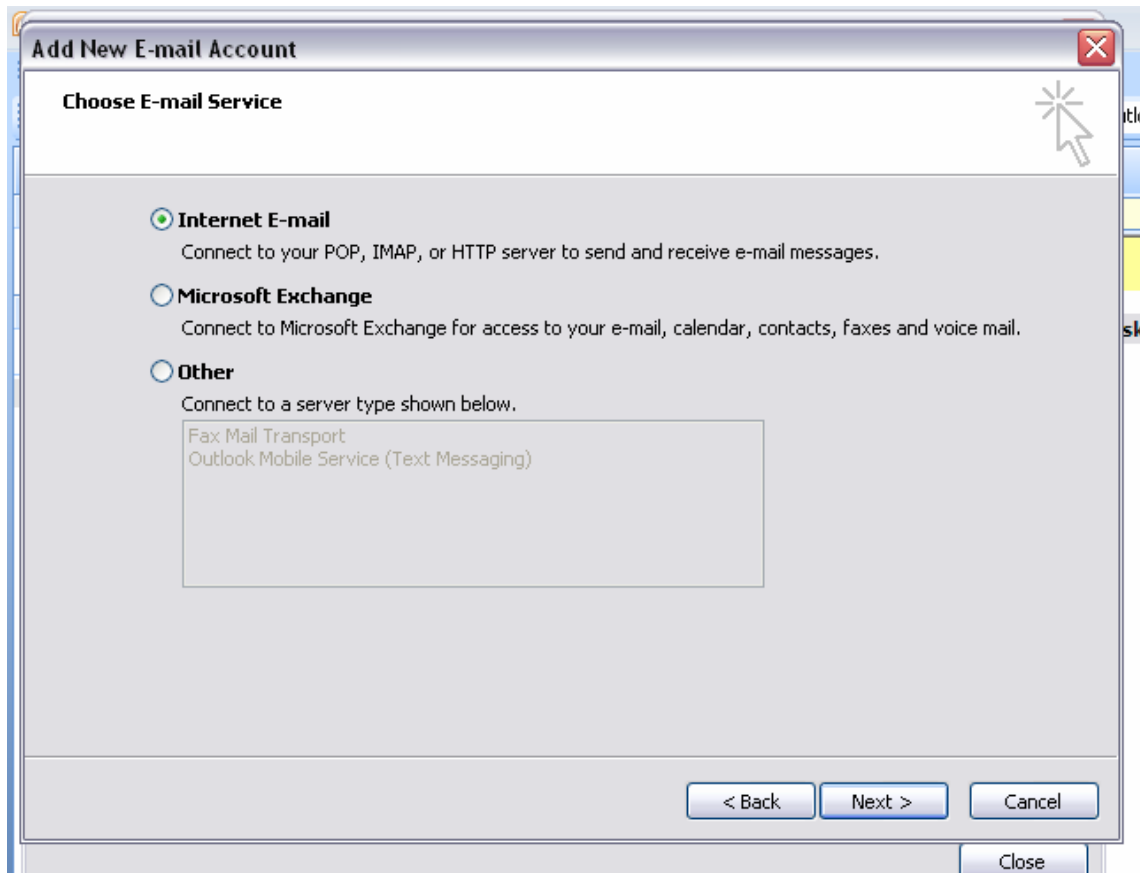 Add New E-mail Account
Choose E-mail Service
Internet E-mail
Connect to your POP, IMAP, or HTTP server to send and receive e-mail messages.
Microsoft Exchange
Connect to Microsoft Exchange for access to your e-mail, calendar, contacts, faxes and voice mail.
Other
Connect to a server type shown below.
Fax Mail Transport
Outlook Mobile Service (Text Messaging)
< Back Next > Cancel
Close